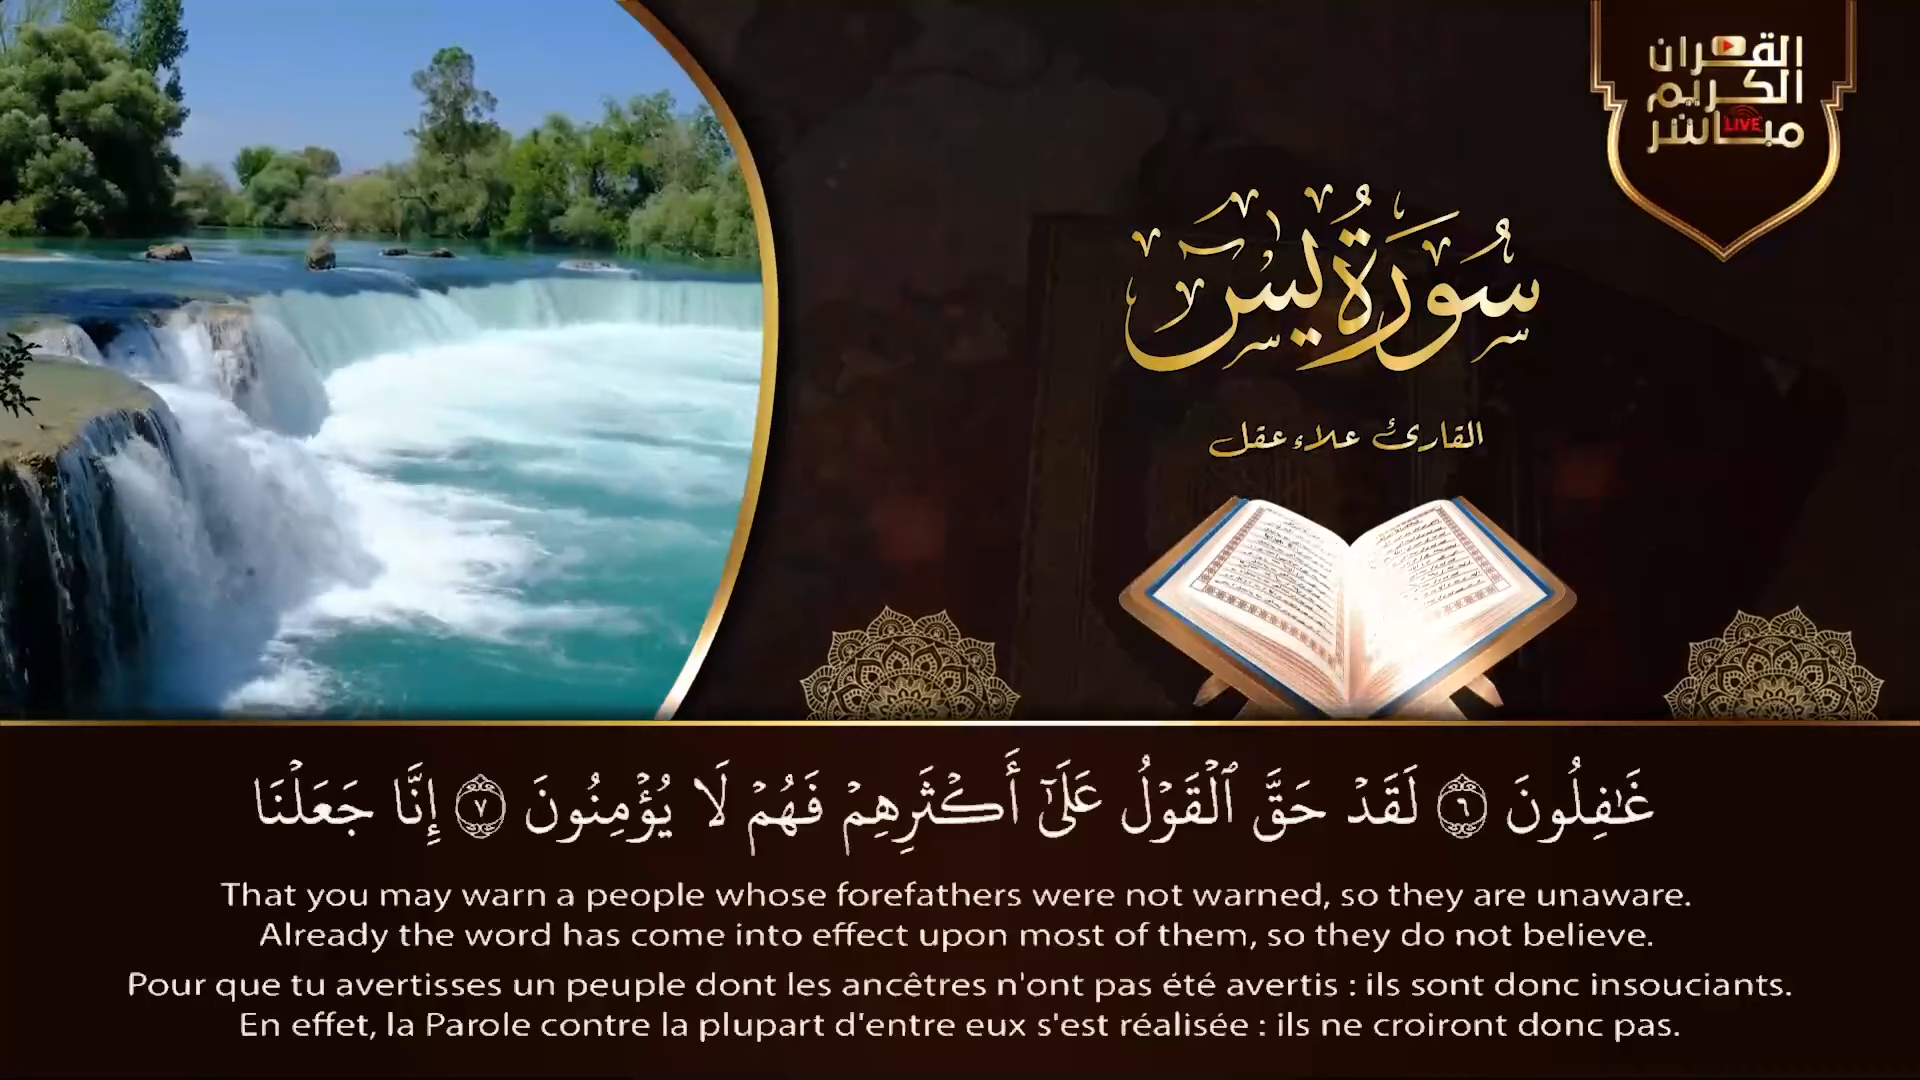 القرآن
الكريم
مباشر
LIVE
سُورَةُ يسٓ
القارئ علاء عقل
غَـٰفِلُونَ ٦ لَقَدْ حَقَّ ٱلْقَوْلُ عَلَىٰٓ أَكْثَرِهِمْ فَهُمْ لَا يُؤْمِنُونَ ٧ إِنَّا جَعَلْنَا
That you may warn a people whose forefathers were not warned, so they are unaware.
Already the word has come into effect upon most of them, so they do not believe.
Pour que tu avertisses un peuple dont les ancêtres n'ont pas été avertis : ils sont donc insouciants.
En effet, la Parole contre la plupart d'entre eux s'est réalisée : ils ne croiront donc pas.